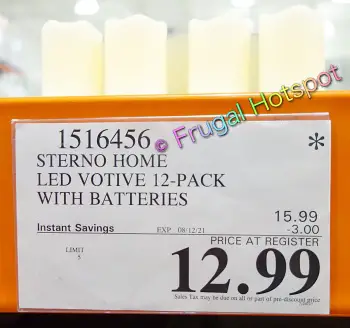 © Frugal Hotspot
1516456 *
STERNO HOME
LED VOTIVE 12-PACK
WITH BATTERIES
15.99
Instant Savings EXP 08/12/21 -3.00
PRICE AT REGISTER
LIMIT
5
12.99
Sales Tax may be due on all or part of pre-discount price